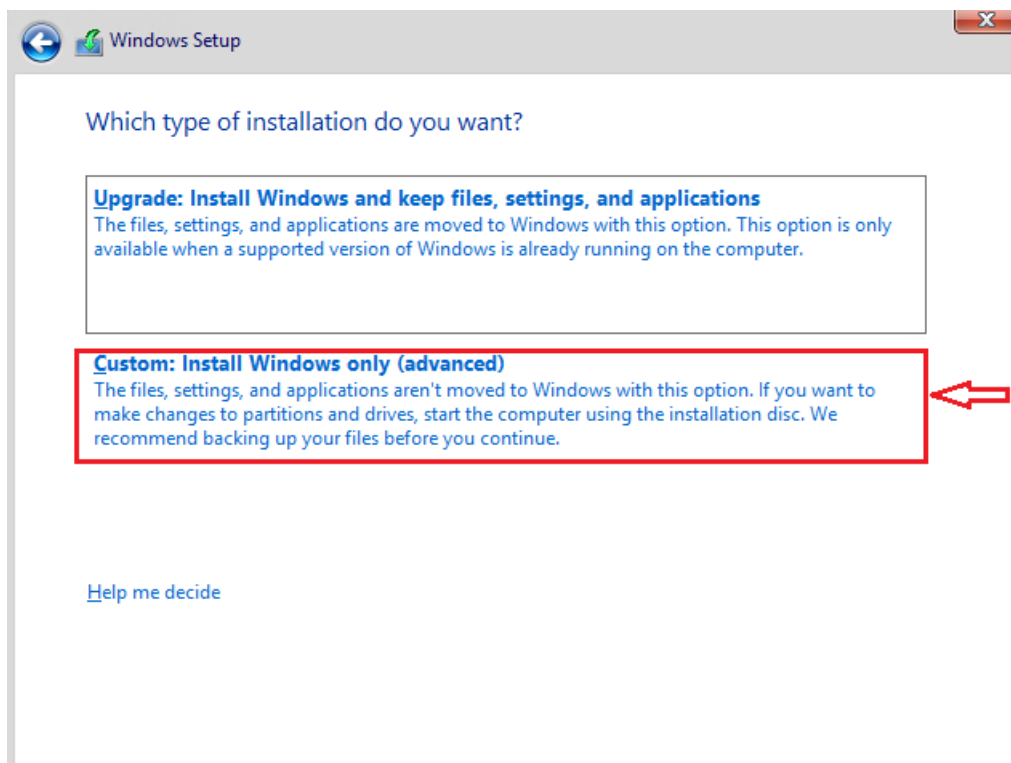 Windows Setup
Which type of installation do you want?
Upgrade: Install Windows and keep files, settings, and applications
The files, settings, and applications are moved to Windows with this option. This option is only
available when a supported version of Windows is already running on the computer.
Custom: Install Windows only (advanced)
The files, settings, and applications aren't moved to Windows with this option. If you want to
make changes to partitions and drives, start the computer using the installation disc. We
recommend backing up your files before you continue.
Help me decide